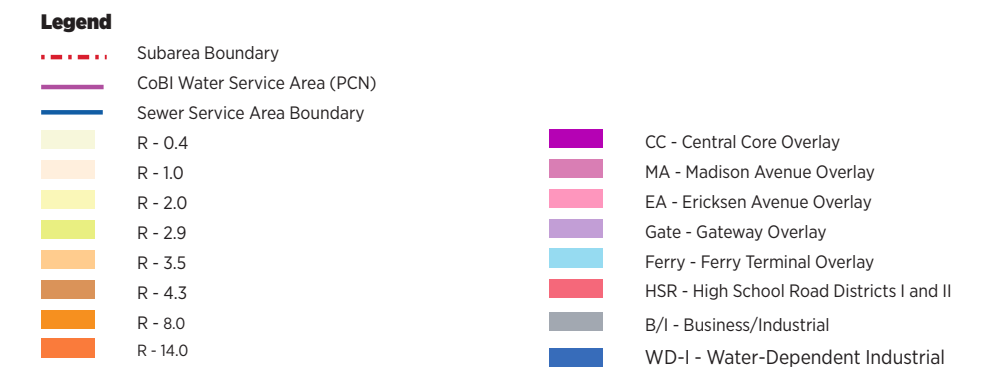 Legend
Subarea Boundary
CoBI Water Service Area (PCN)
Sewer Service Area Boundary
R - 0.4
R - 1.0
R - 2.0
R - 2.9
R - 3.5
R - 4.3
R - 8.0
R - 14.0
CC - Central Core Overlay
MA - Madison Avenue Overlay
EA - Ericksen Avenue Overlay
Gate - Gateway Overlay
Ferry - Ferry Terminal Overlay
HSR - High School Road Districts I and II
B/I - Business/Industrial
WD-I - Water-Dependent Industrial